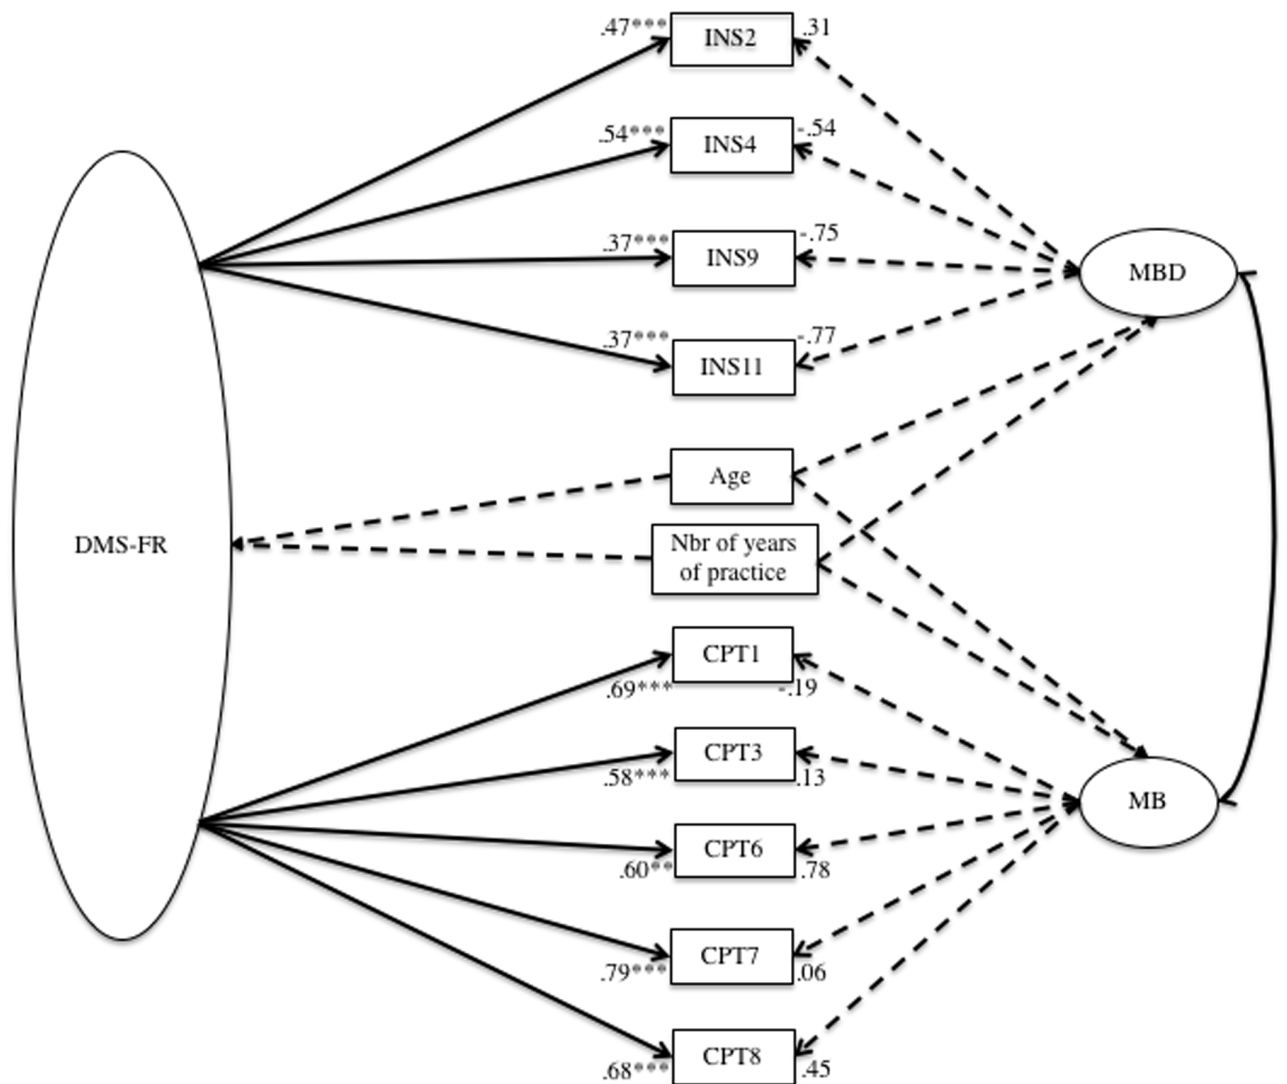 .47*** INS2 .31
.54*** INS4 -.54
.37*** INS9 -.75
MBD
.37*** INS11 -.77
Age
DMS-FR
Nbr of years
of practice
CPT1
.69*** -.19
CPT3
.58*** .13
MB
CPT6
.60** .78
CPT7
.79*** .06
CPT8
.68*** .45